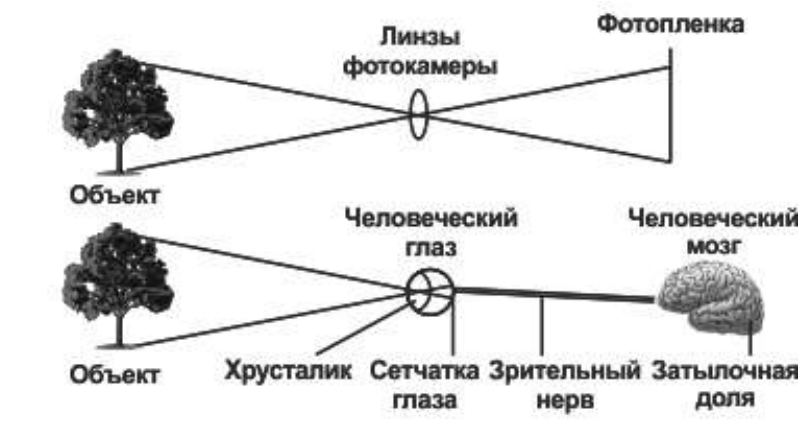 Линзы
фотокамеры
Фотопленка
Объект
Человеческий
глаз
Человеческий
мозг
Объект
Хрусталик
Сетчатка
глаза
Зрительный
нерв
Затылочная
доля